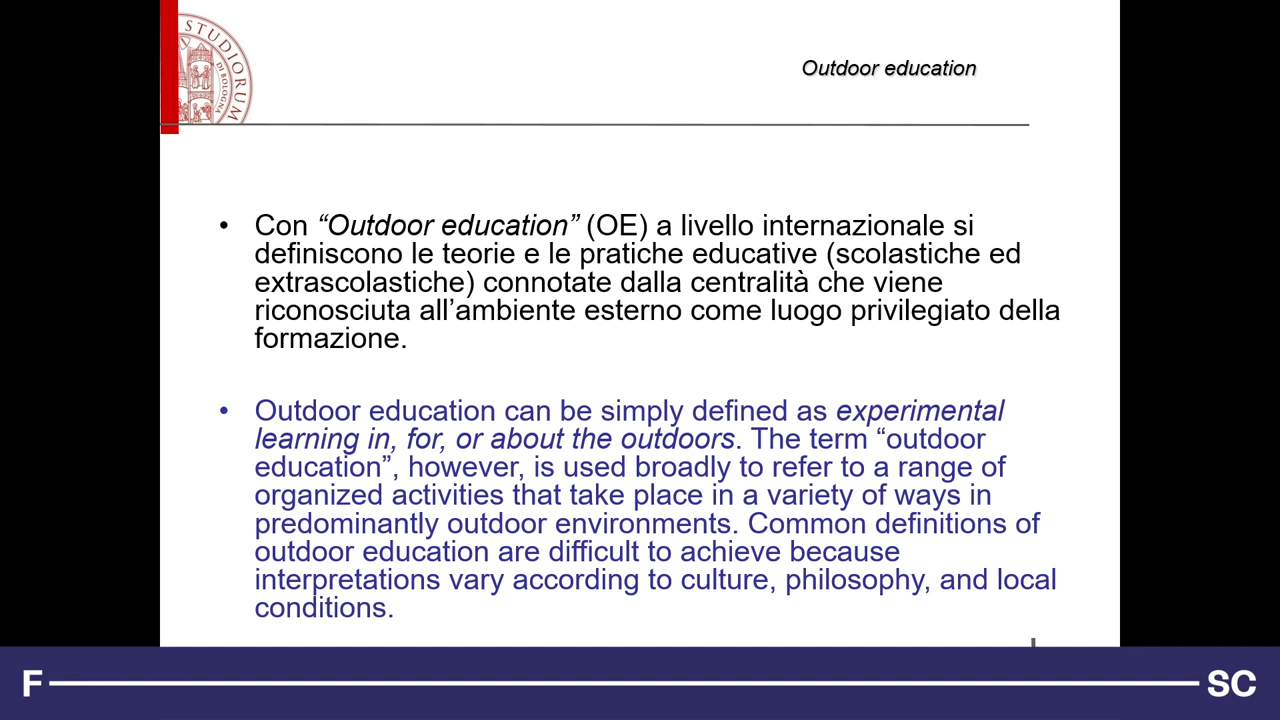 STUDIORUM
DI BOLOGNA
Outdoor education
• Con “Outdoor education” (OE) a livello internazionale si
definiscono le teorie e le pratiche educative (scolastiche ed
extrascolastiche) connotate dalla centralità che viene
riconosciuta all’ambiente esterno come luogo privilegiato della
formazione.
• Outdoor education can be simply defined as experimental
learning in, for, or about the outdoors. The term “outdoor
education”, however, is used broadly to refer to a range of
organized activities that take place in a variety of ways in
predominantly outdoor environments. Common definitions of
outdoor education are difficult to achieve because
interpretations vary according to culture, philosophy, and local
conditions.
F
SC